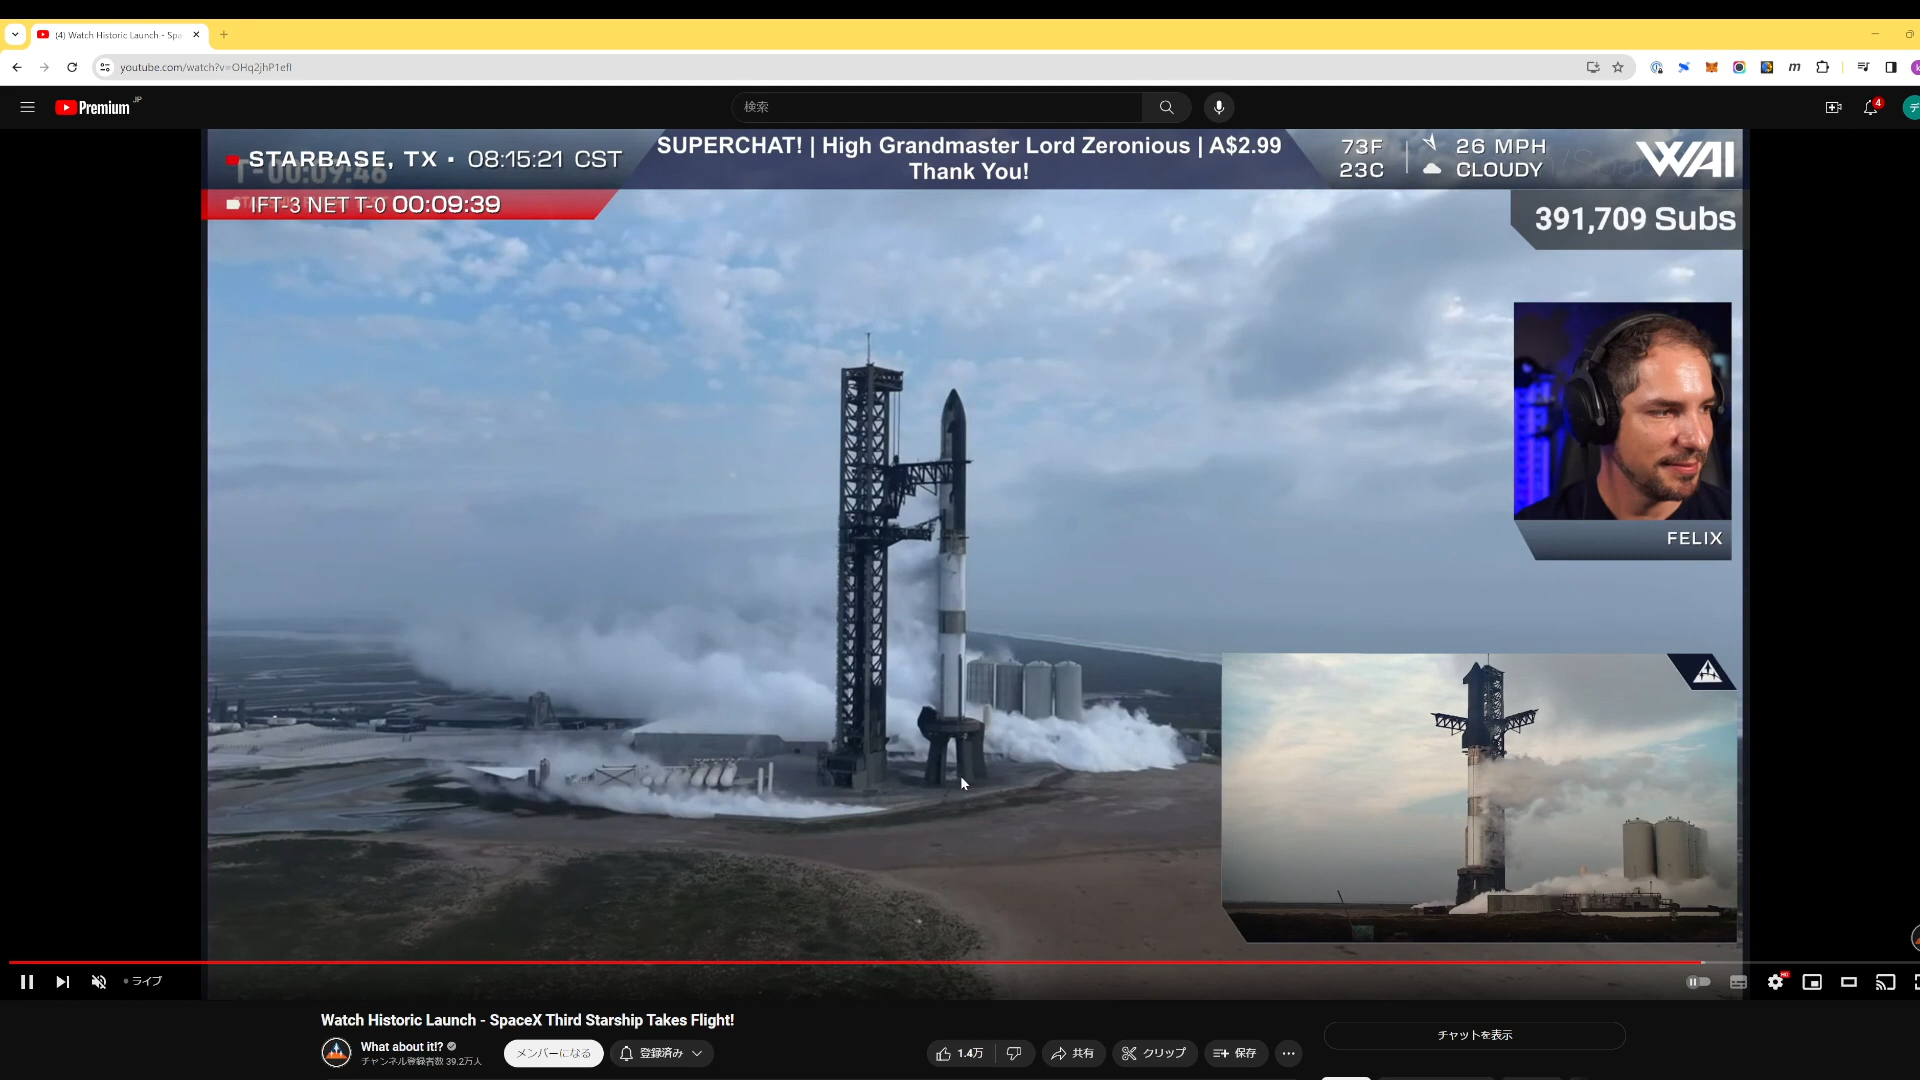 (4) Watch Historic Launch - Spa
youtube.com/watch?v=OHq2jhP1efI
Premium JP
検索
4
デ
STARBASE, TX • 08:15:21 CST
T-00:09:46
IFT-3 NET T-0 00:09:39
SUPERCHAT! | High Grandmaster Lord Zeronious | A$2.99
Thank You!
73F
23C
26 MPH
CLOUDY
WAI
391,709 Subs
FELIX
ライブ
HD
Watch Historic Launch - SpaceX Third Starship Takes Flight!
What about it!?
チャンネル登録者数 39.2万人
メンバーになる
登録済み
1.4万
共有
クリップ
保存
チャットを表示